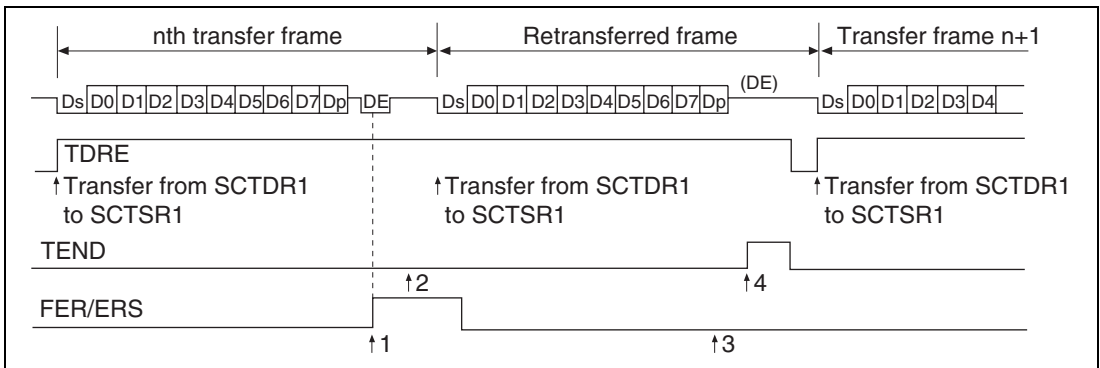 nth transfer frame Retransferred frame Transfer frame n+1
Ds D0 D1 D2 D3 D4 D5 D6 D7 Dp DE Ds D0 D1 D2 D3 D4 D5 D6 D7 Dp (DE) Ds D0 D1 D2 D3 D4
TDRE
Transfer from SCTDR1 Transfer from SCTDR1 Transfer from SCTDR1
to SCTSR1 to SCTSR1 to SCTSR1
TEND
2 4
FER/ERS
1 3